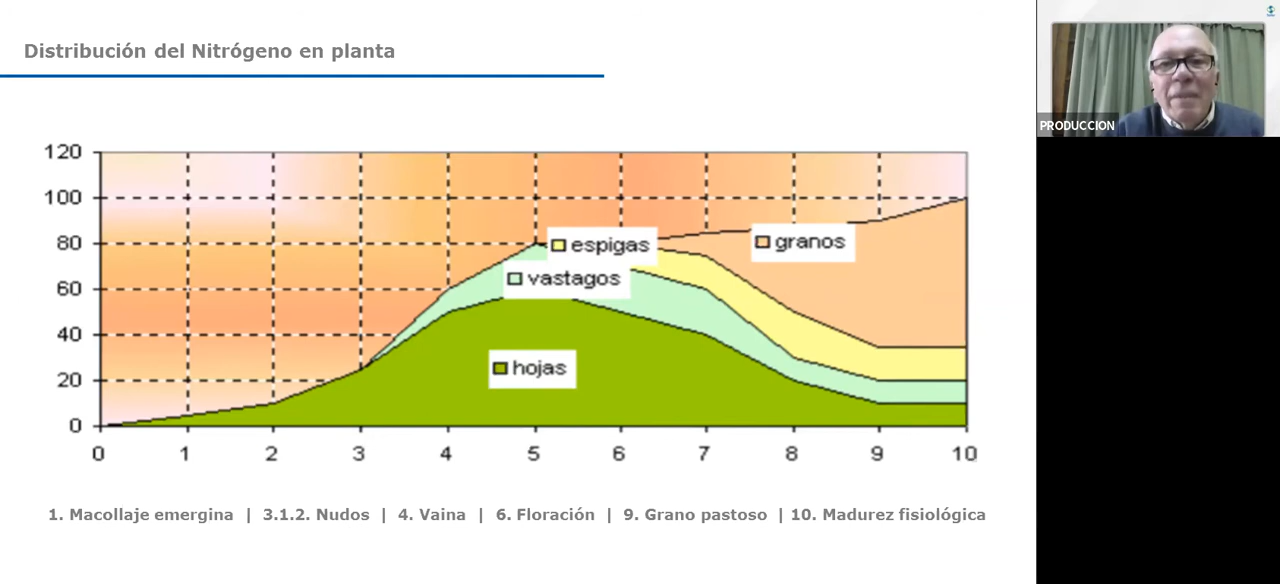 Distribución del Nitrógeno en planta
PRODUCCION
120
100
80
60
40
20
0
espigas
granos
vastagos
hojas
0 1 2 3 4 5 6 7 8 9 10
1. Macollaje emergina | 3.1.2. Nudos | 4. Vaina | 6. Floración | 9. Grano pastoso | 10. Madurez fisiológica